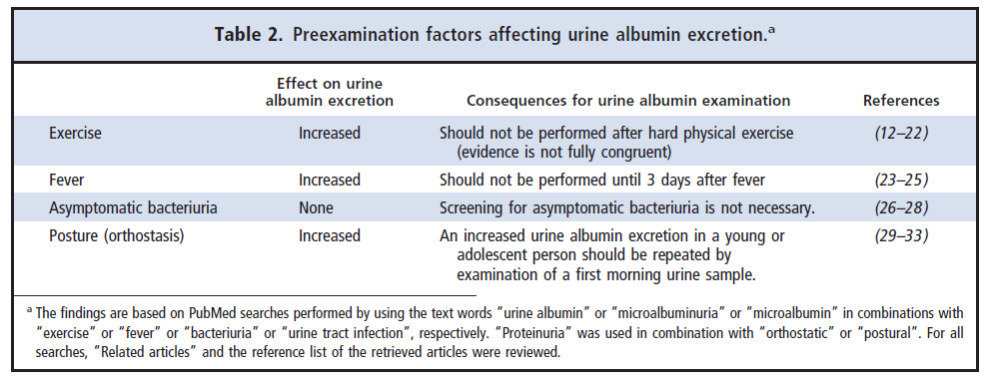 Table 2. Preexamination factors affecting urine albumin excretion.a
Effect on urine albumin excretion Consequences for urine albumin examination References
Exercise Increased Should not be performed after hard physical exercise (12–22)
(evidence is not fully congruent)
Fever Increased Should not be performed until 3 days after fever (23–25)
Asymptomatic bacteriuria None Screening for asymptomatic bacteriuria is not necessary. (26–28)
Posture (orthostasis) Increased An increased urine albumin excretion in a young or (29–33)
adolescent person should be repeated by
examination of a first morning urine sample.
a The findings are based on PubMed searches performed by using the text words "urine albumin" or "microalbuminuria" or "microalbumin" in combinations with
"exercise" or "fever" or "bacteriuria" or "urine tract infection", respectively. "Proteinuria" was used in combination with "orthostatic" or "postural". For all
searches, "Related articles" and the reference list of the retrieved articles were reviewed.